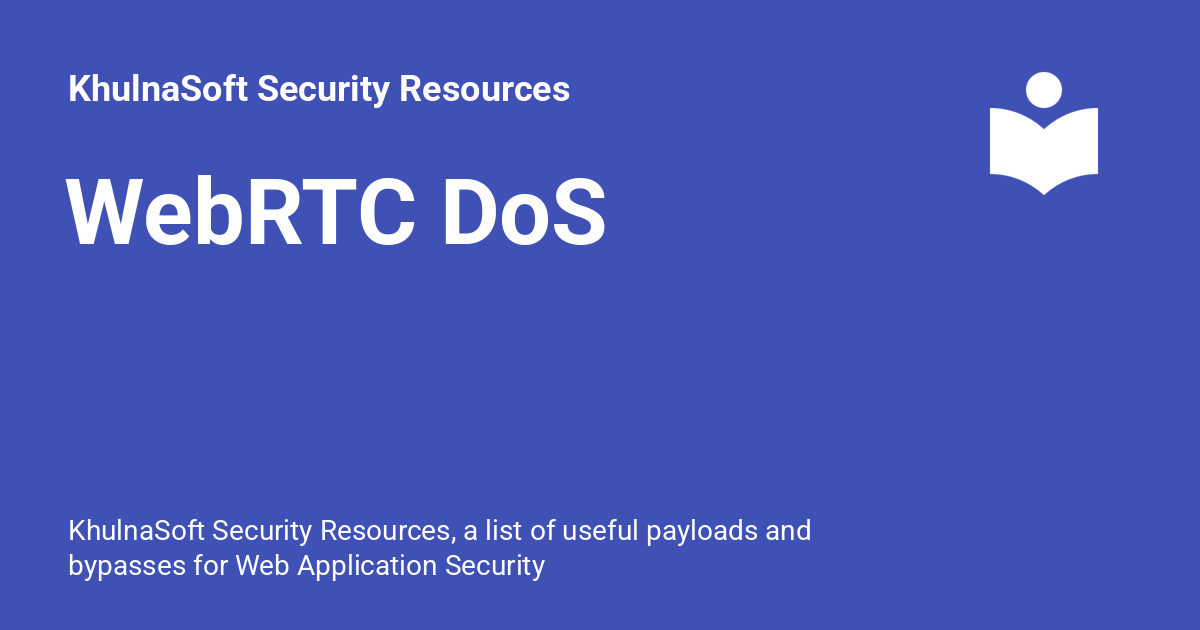 KhulnaSoft Security Resources
WebRTC DoS
KhulnaSoft Security Resources, a list of useful payloads and
bypasses for Web Application Security